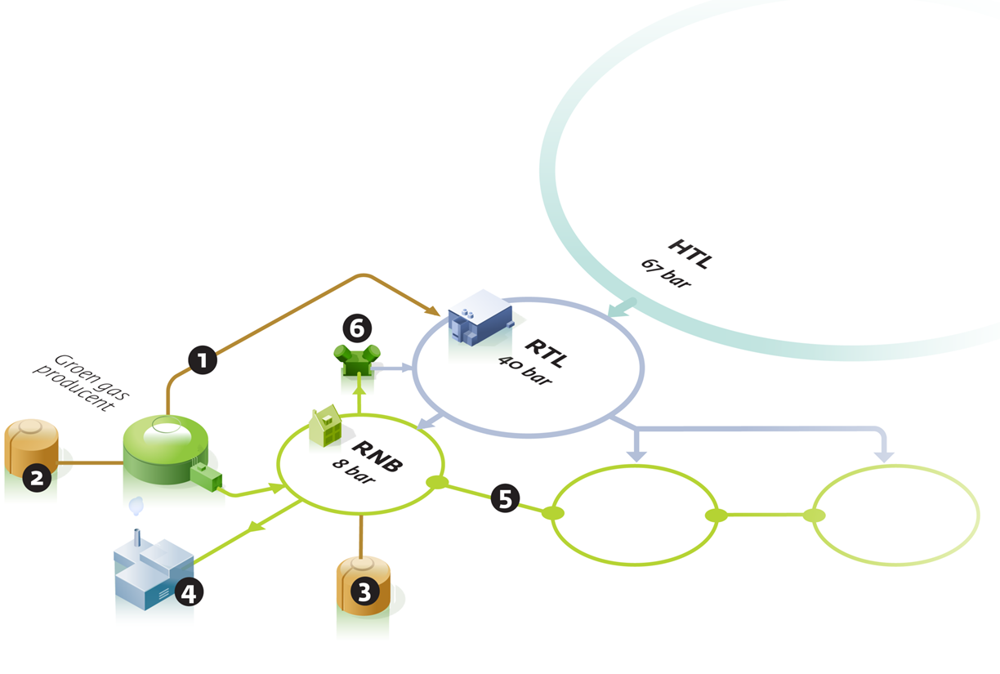 HTL
67 bar
6
RTL
40 bar
1
Groen gas
producent
RNB
8 bar
2
5
4
3